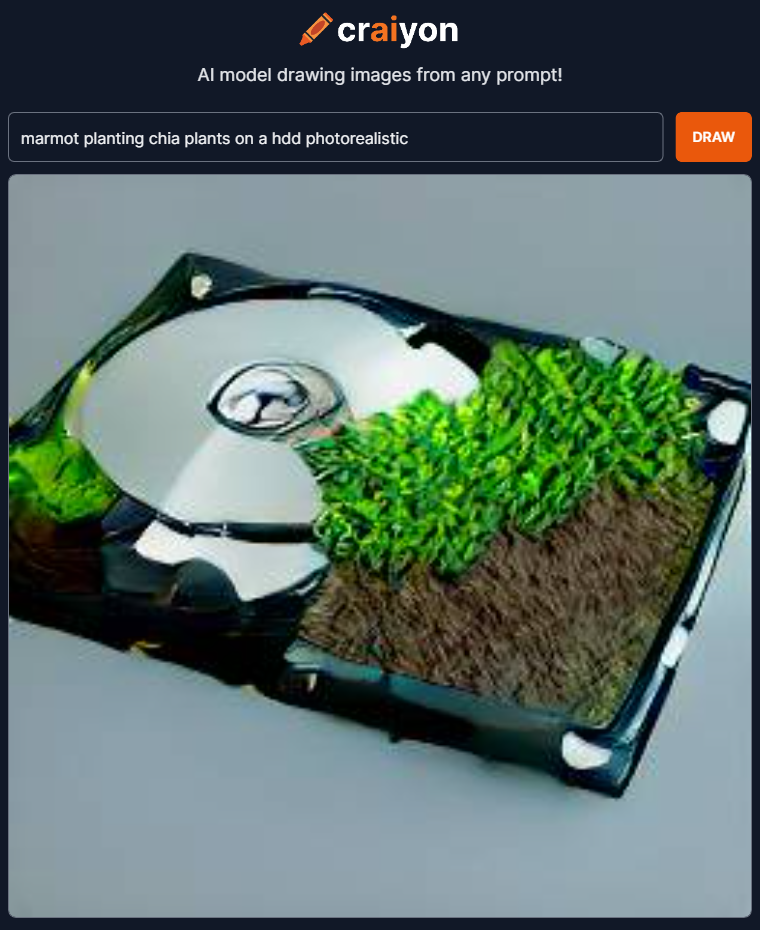 craiyon
AI model drawing images from any prompt!
marmot planting chia plants on a hdd photorealistic
DRAW